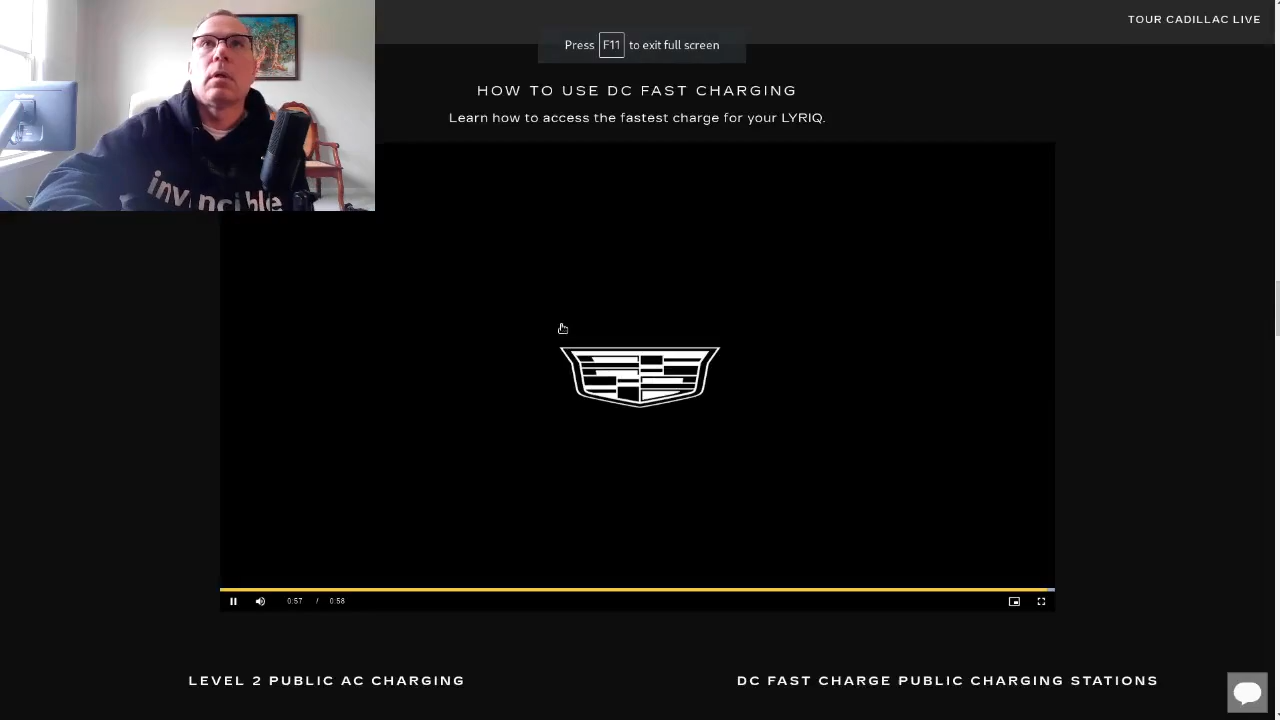 TOUR CADILLAC LIVE
Press F11 to exit full screen
HOW TO USE DC FAST CHARGING
Learn how to access the fastest charge for your LYRIQ.
invincible
0:57 / 0:58
LEVEL 2 PUBLIC AC CHARGING
DC FAST CHARGE PUBLIC CHARGING STATIONS